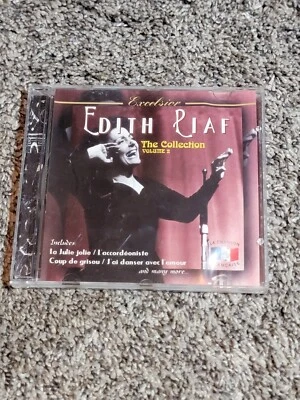 Excelsior
EDITH PIAF
The Collection
VOLUME 2
Includes:
La Julie jolie / L'accordéoniste
Coup de grisou / J'ai danser avec l'amour
and many more...